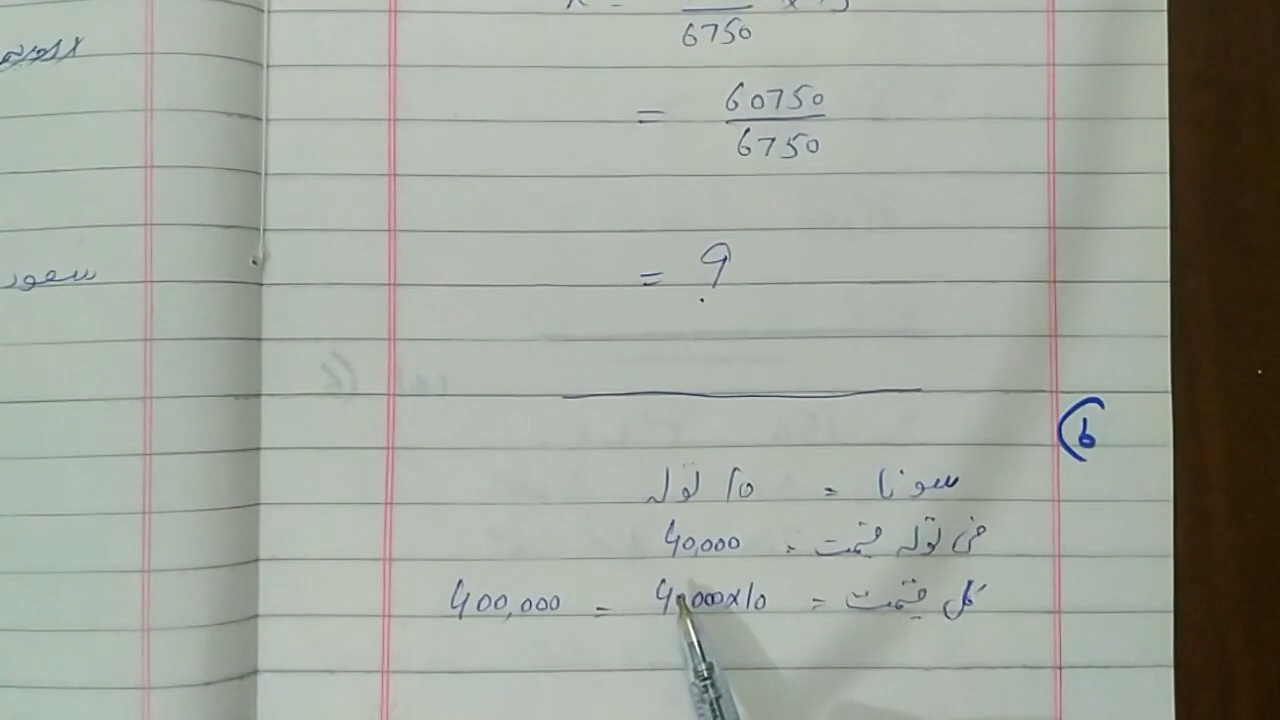 6750
= 60750
6750
= 9
سعود
6)
سونا = 10 تولہ
فی تولہ قیمت = 40,000
کل قیمت = 40,000x10 = 400,000